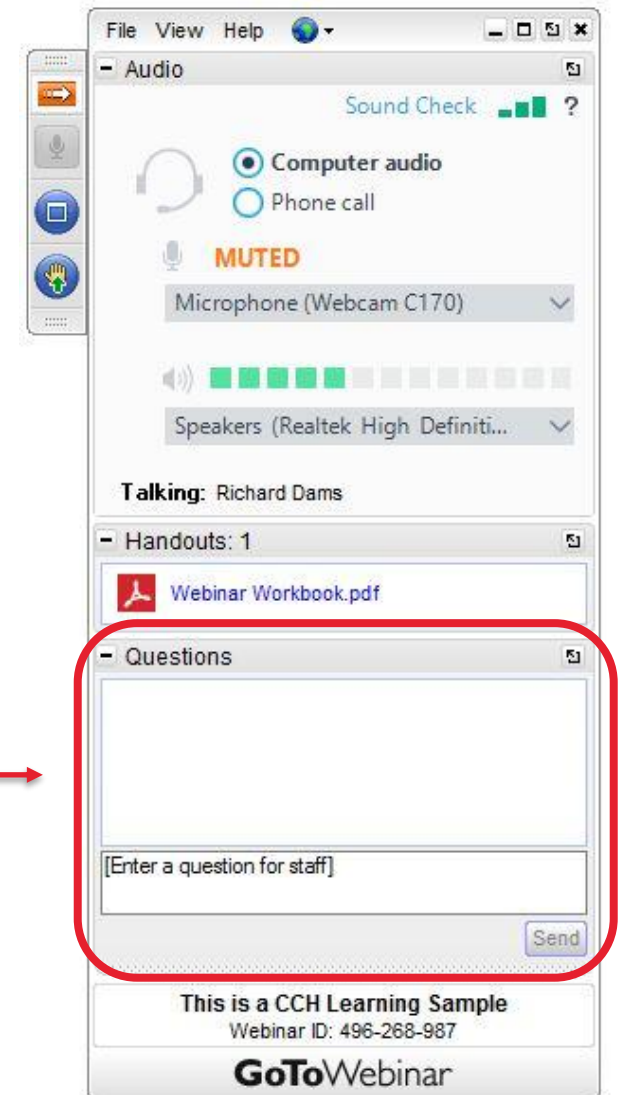 File View Help
Audio
Sound Check ?
Computer audio
Phone call
MUTED
Microphone (Webcam C170)
Speakers (Realtek High Definiti...
Talking: Richard Dams
Handouts: 1
Webinar Workbook.pdf
Questions
[Enter a question for staff]
Send
This is a CCH Learning Sample
Webinar ID: 496-268-987
GoToWebinar